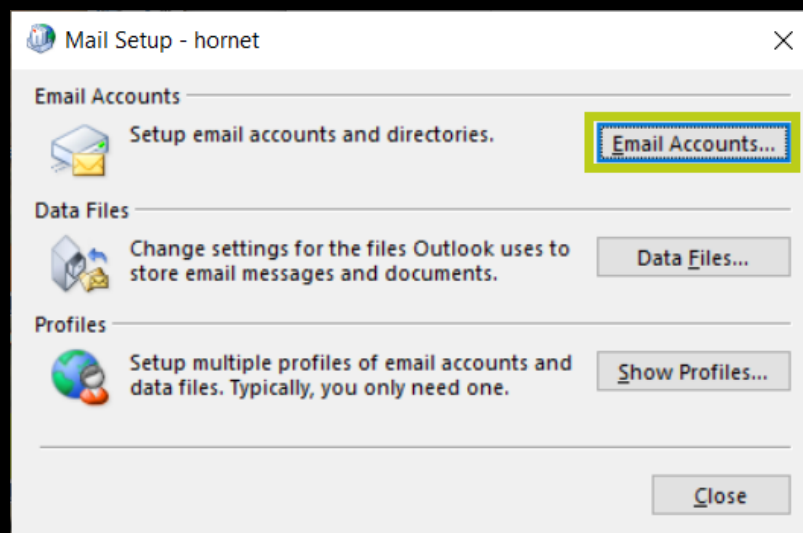 Mail Setup - hornet
Email Accounts
Setup email accounts and directories.
Email Accounts...
Data Files
Change settings for the files Outlook uses to
store email messages and documents.
Data Files...
Profiles
Setup multiple profiles of email accounts and
data files. Typically, you only need one.
Show Profiles...
Close